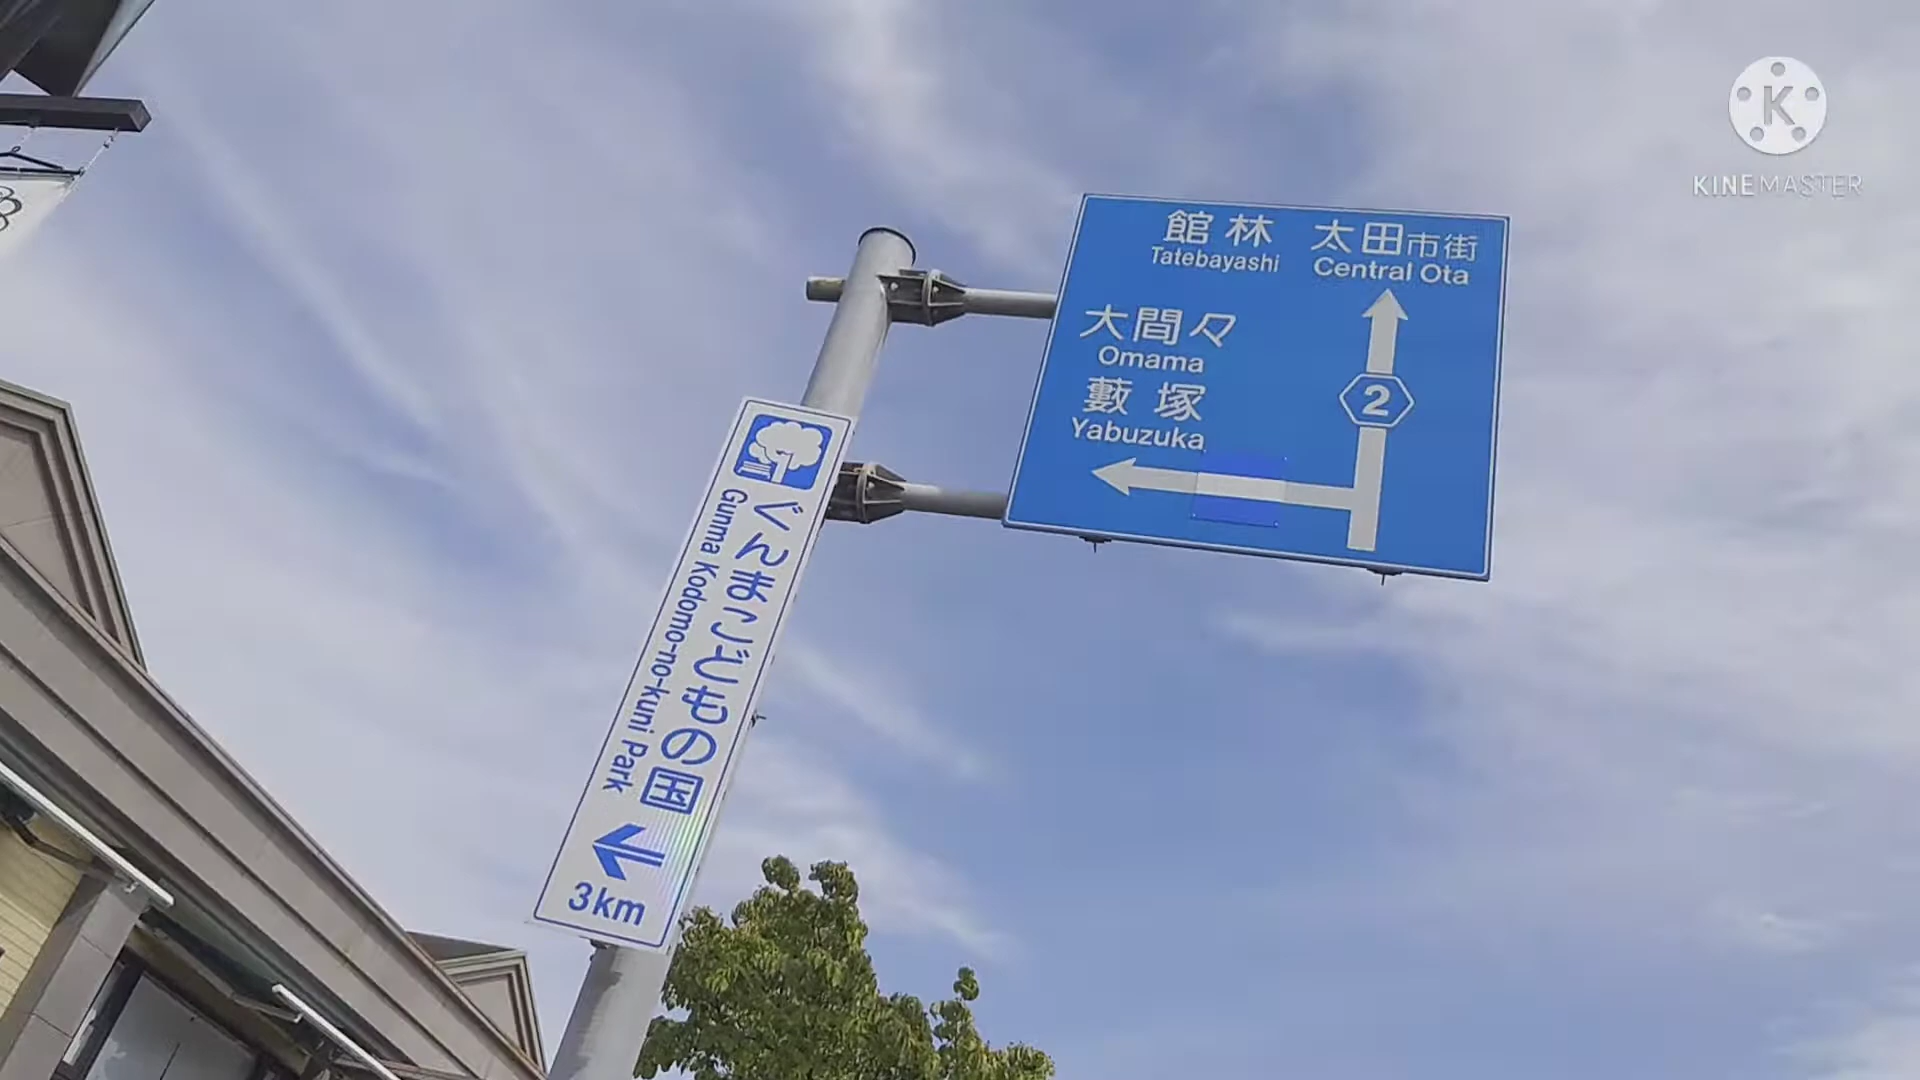 館林 太田市街
Tatebayashi Central Ota
大間々
Omama
藪塚
Yabuzuka
2
ぐんまこどもの国
Gunma Kodomo-no-kuni Park
3km
K
KINEMASTER